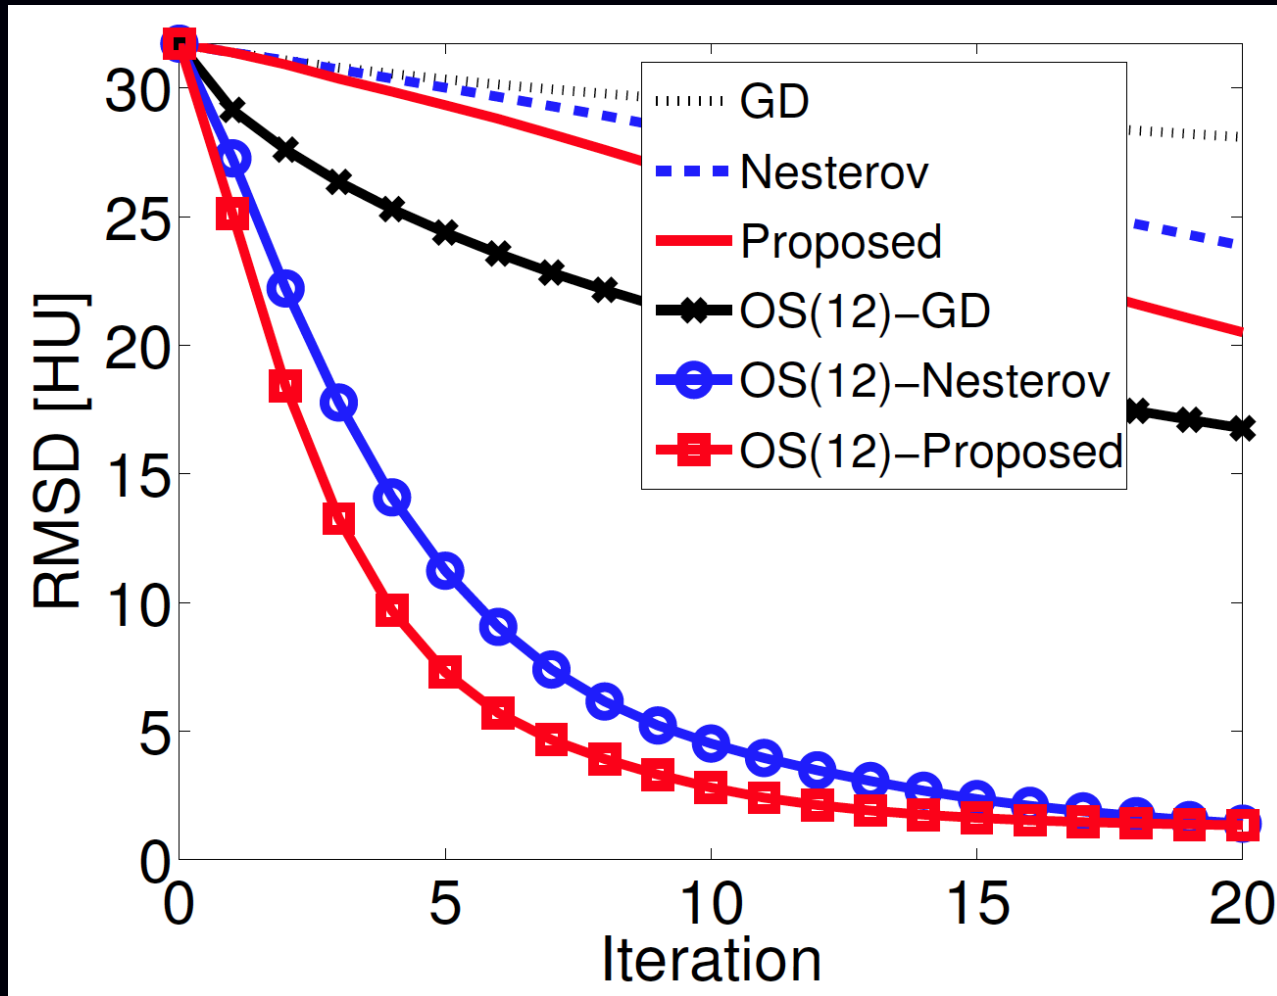 30
25
20
15
10
5
0
RMSD [HU]
GD
Nesterov
Proposed
OS(12)−GD
OS(12)−Nesterov
OS(12)−Proposed
0 5 10 15 20
Iteration